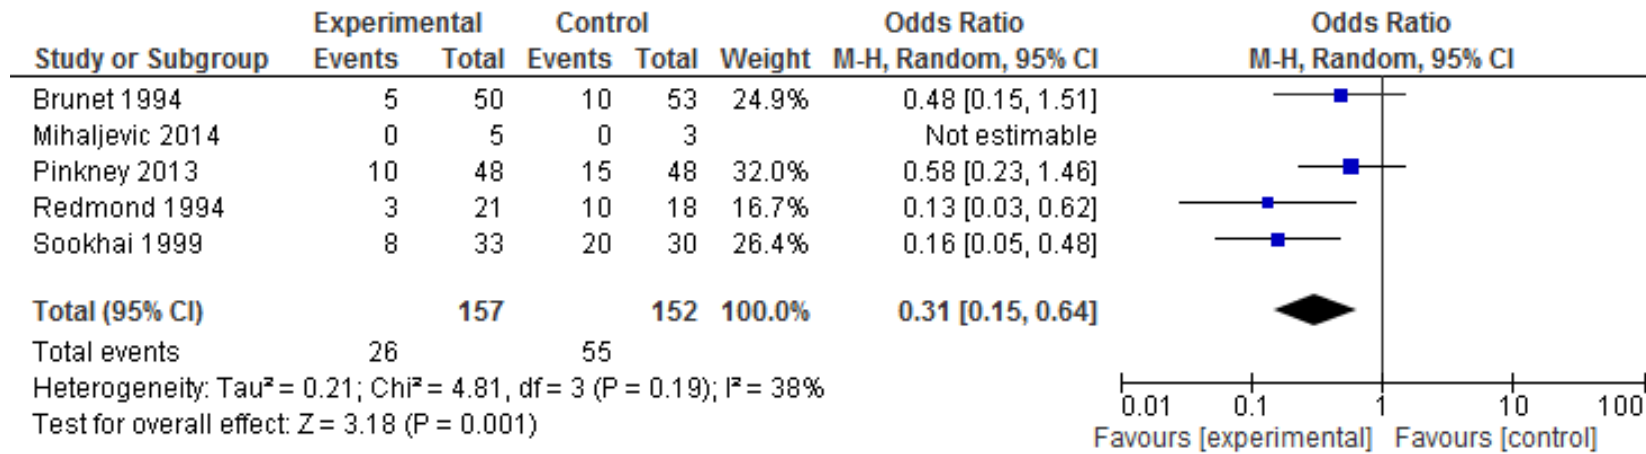 Experimental Control Odds Ratio Odds Ratio
Study or Subgroup Events Total Events Total Weight M-H, Random, 95% CI M-H, Random, 95% CI
Brunet 1994 5 50 10 53 24.9% 0.48 [0.15, 1.51]
Mihaljevic 2014 0 5 0 3 Not estimable
Pinkney 2013 10 48 15 48 32.0% 0.58 [0.23, 1.46]
Redmond 1994 3 21 10 18 16.7% 0.13 [0.03, 0.62]
Sookhai 1999 8 33 20 30 26.4% 0.16 [0.05, 0.48]
Total (95% CI) 157 152 100.0% 0.31 [0.15, 0.64]
Total events 26 55
Heterogeneity: Tau² = 0.21; Chi² = 4.81, df = 3 (P = 0.19); I² = 38%
Test for overall effect: Z = 3.18 (P = 0.001)
0.01 0.1 1 10 100
Favours [experimental] Favours [control]